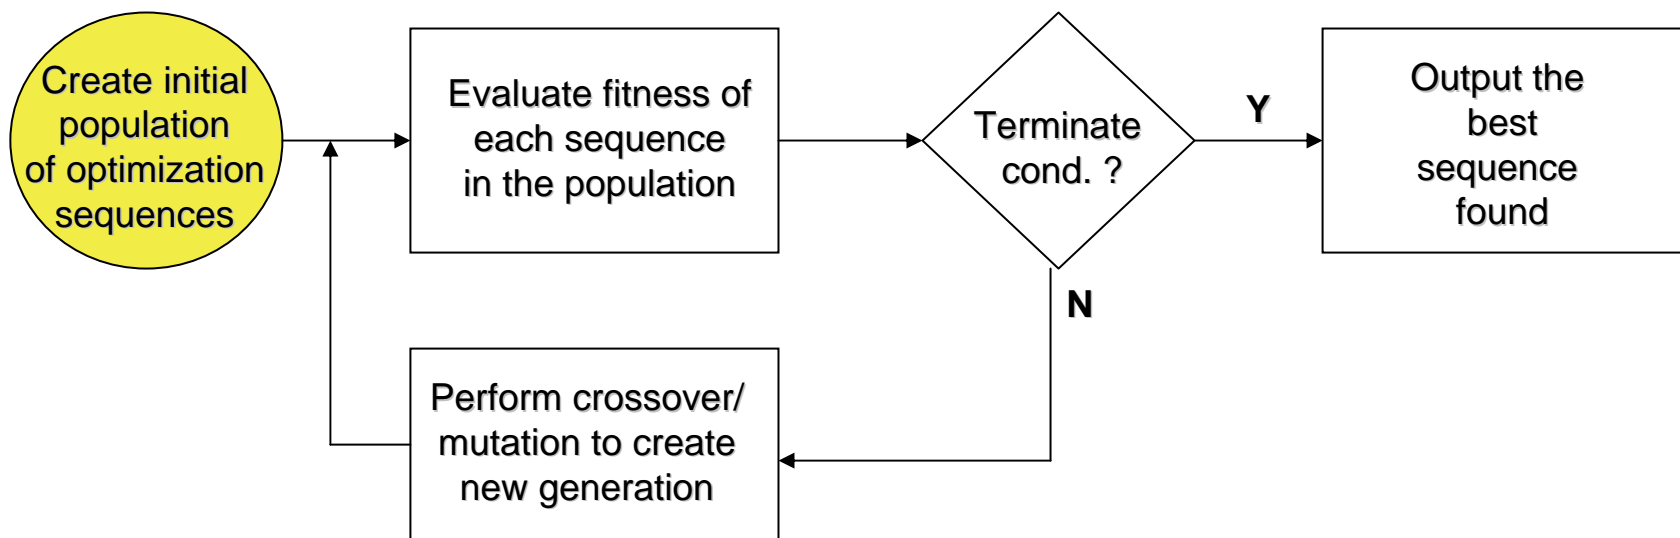 Create initial
population
of optimization
sequences
Evaluate fitness of
each sequence
in the population
Terminate
cond. ?
Y
Output the
best
sequence
found
N
Perform crossover/
mutation to create
new generation